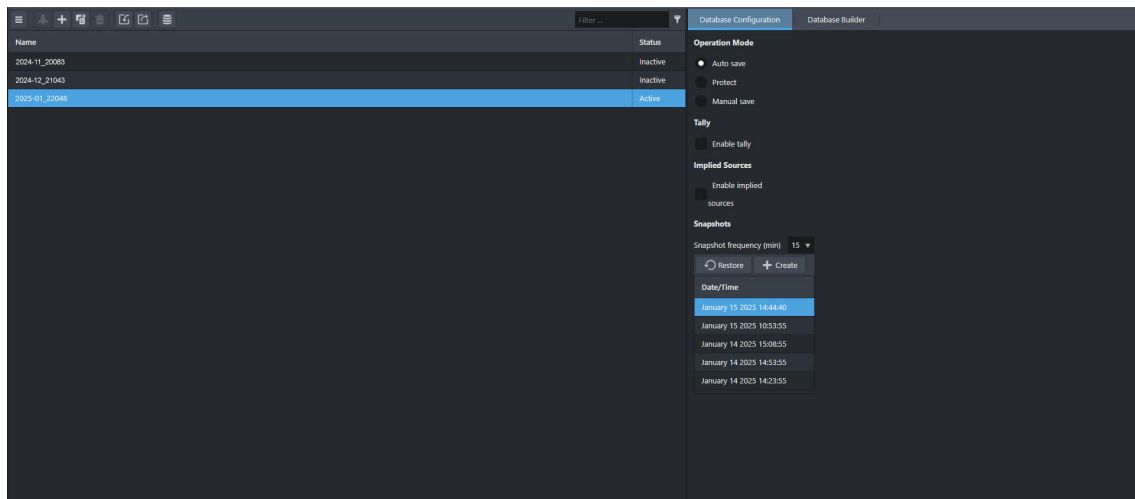 Filter ...
Database Configuration
Database Builder
Name
Status
2024-11_20083
Inactive
2024-12_21043
Inactive
2025-01_22048
Active
Operation Mode
Auto save
Protect
Manual save
Tally
Enable tally
Implied Sources
Enable implied
sources
Snapshots
Snapshot frequency (min) 15
Restore
Create
Date/Time
January 15 2025 14:44:40
January 15 2025 10:53:55
January 14 2025 15:08:55
January 14 2025 14:53:55
January 14 2025 14:23:55